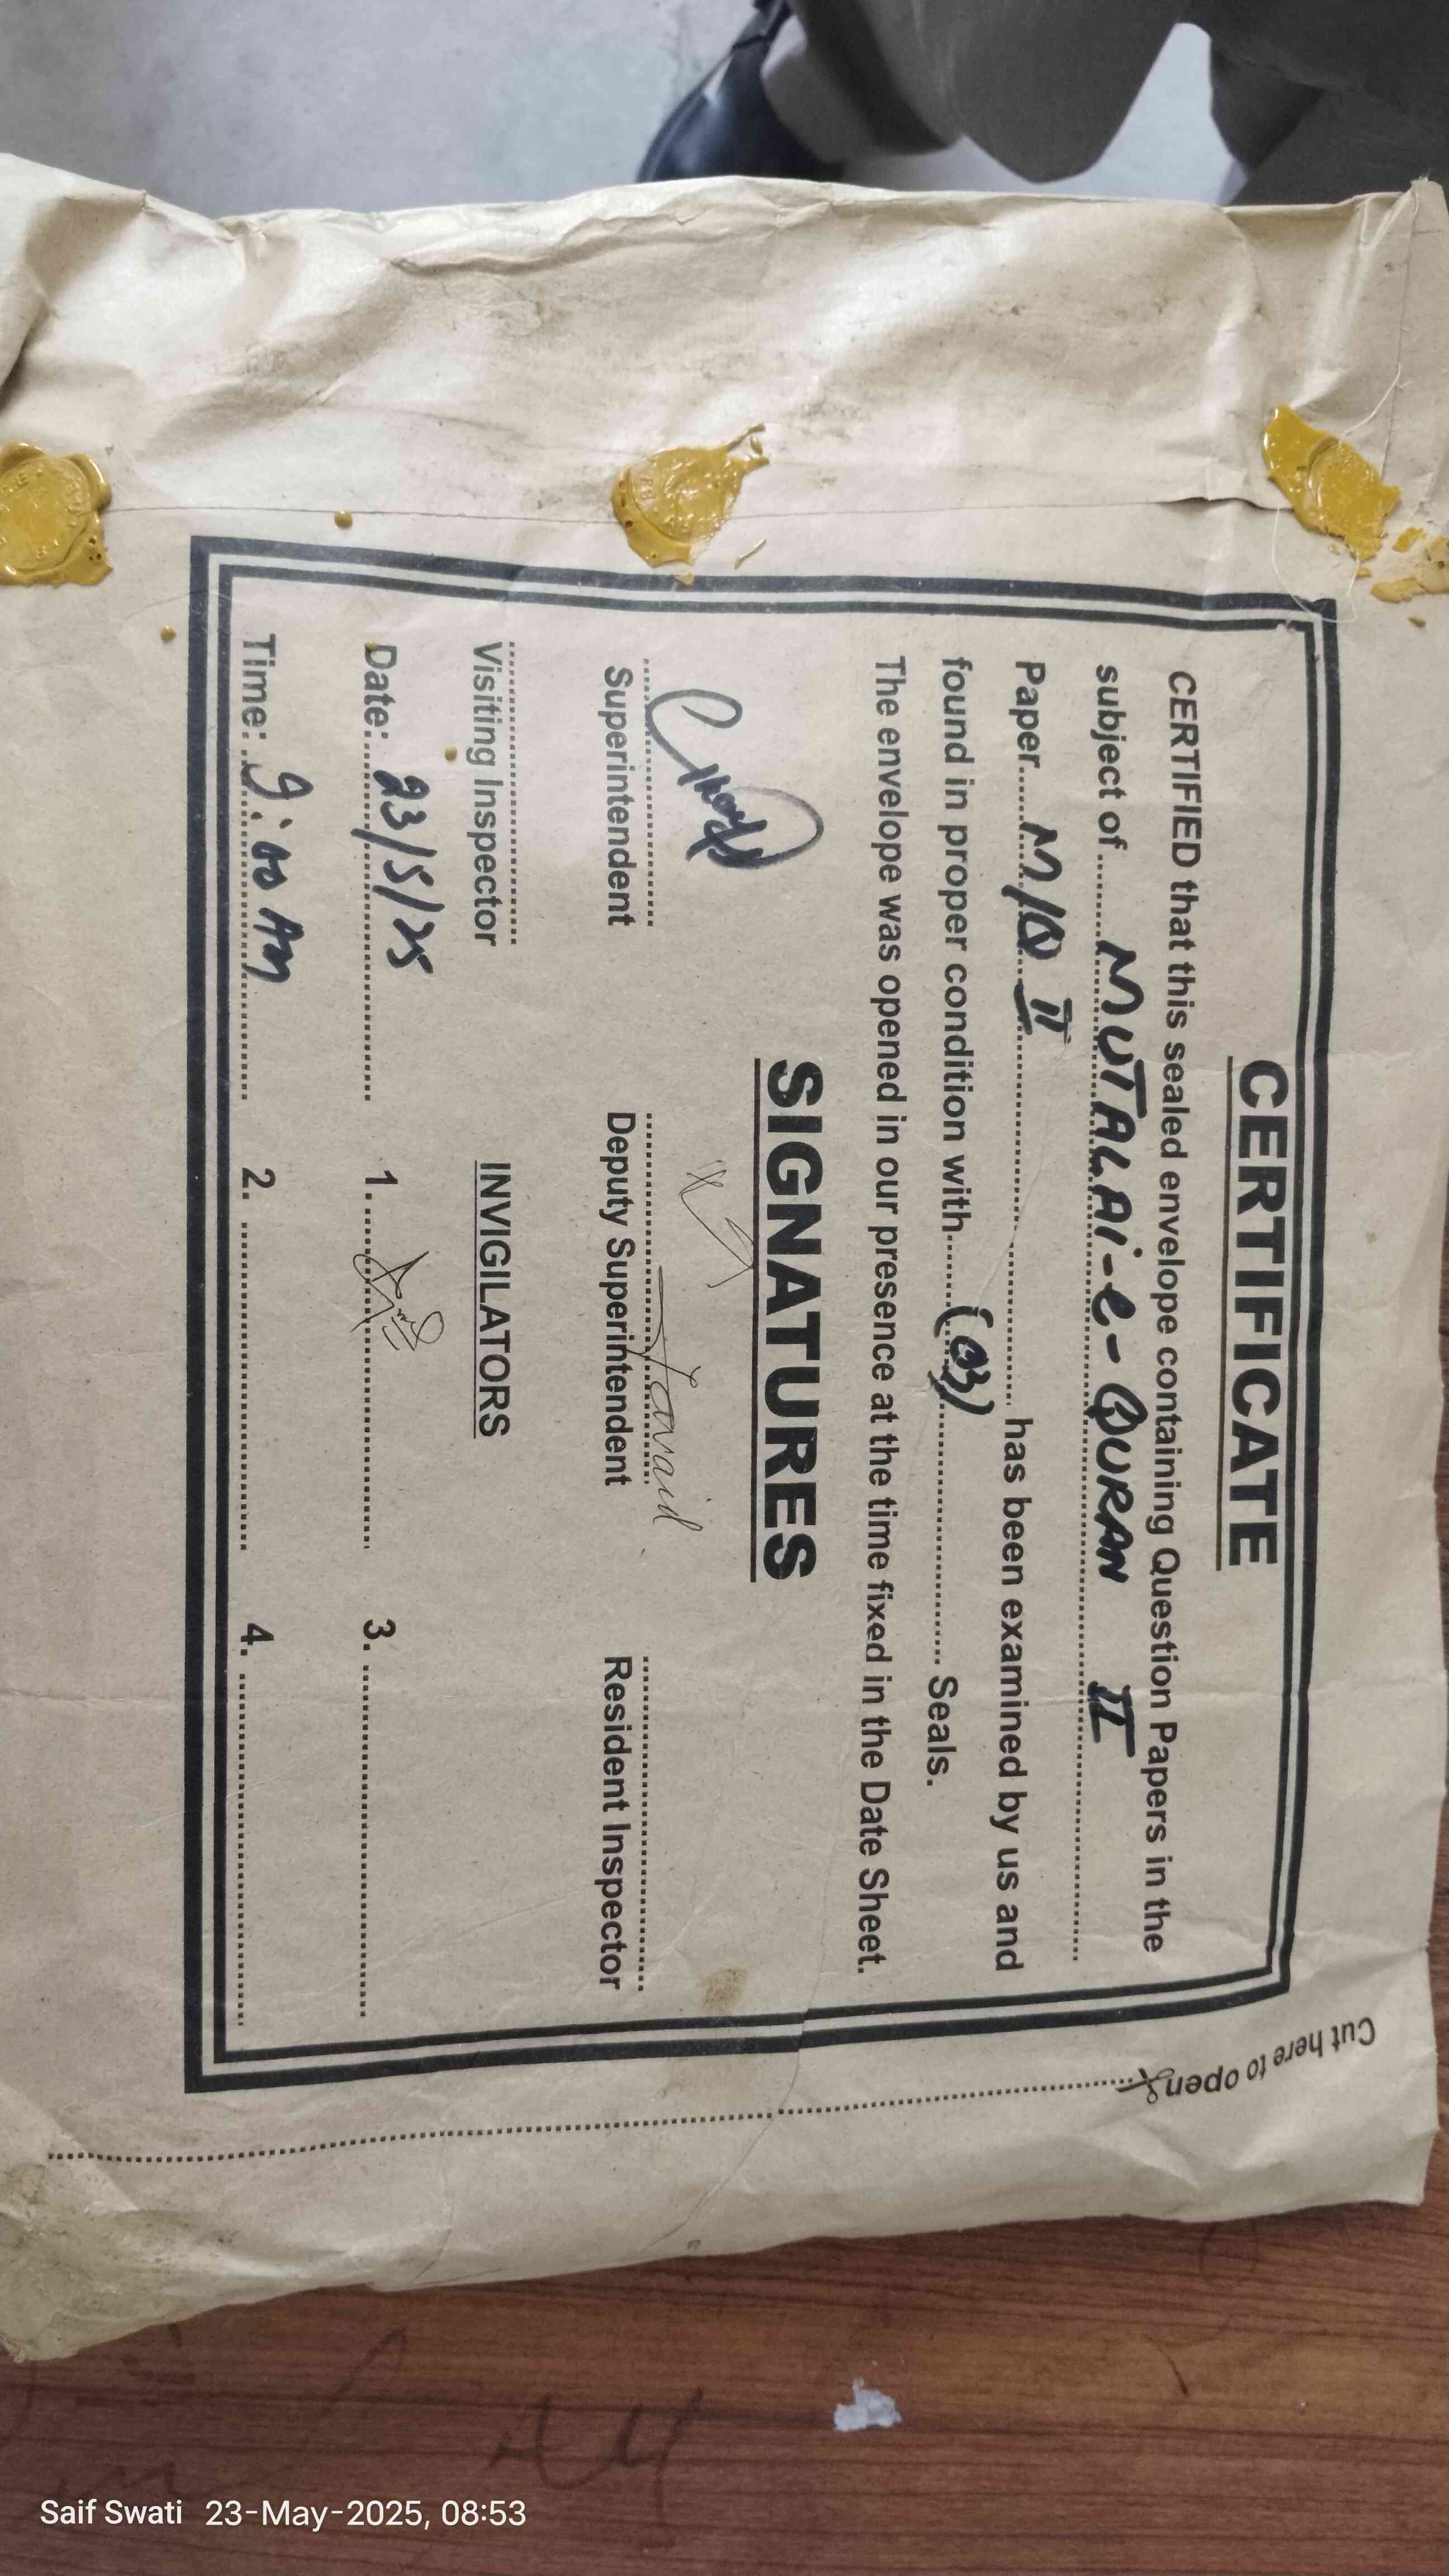 CERTIFICATE
CERTIFIED that this sealed envelope containing Question Papers in the
subject of ........ MUTALAi-e-QURAN II
Paper...... M/Q II ........ has been examined by us and
found in proper condition with...... (03) ........ Seals.
The envelope was opened in our presence at the time fixed in the Date Sheet.
SIGNATURES
Javaid
Superintendent Deputy Superintendent Resident Inspector
Visiting Inspector INVIGILATORS
Date: 23/5/25 1. 3.
Time: 9:00 Am 2. 4.
Cut here to open
Saif Swati 23-May-2025, 08:53